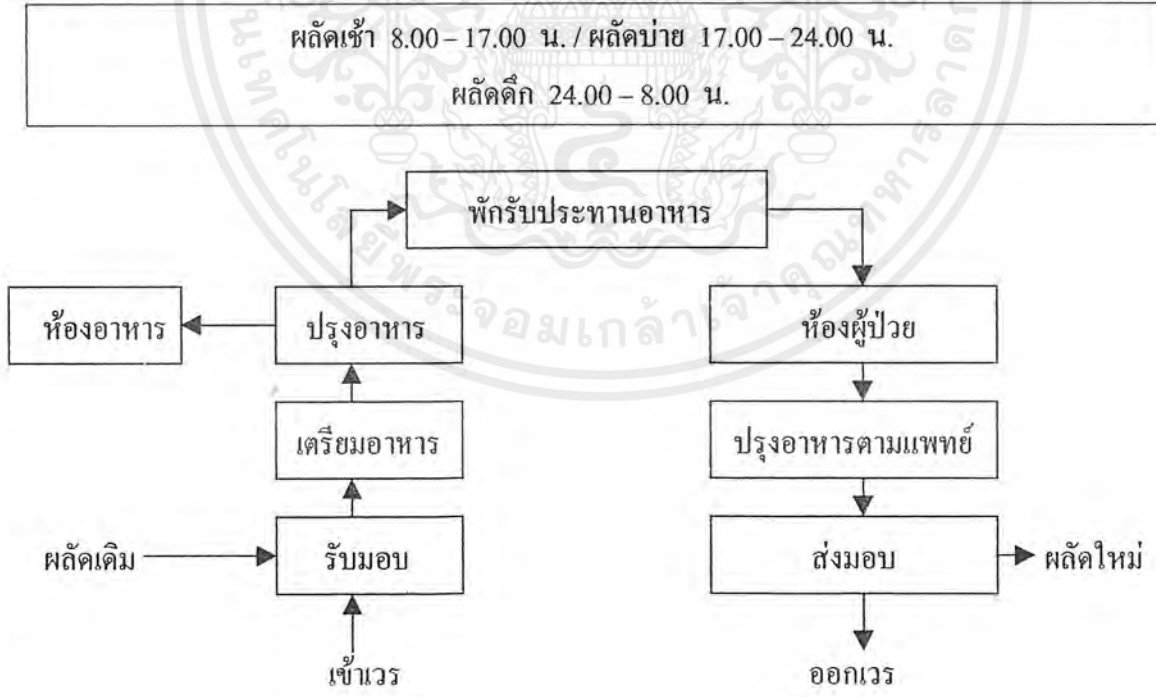 ผลัดเช้า 8.00 – 17.00 น. / ผลัดบ่าย 17.00 – 24.00 น.
ผลัดดึก 24.00 – 8.00 น.
พักรับประทานอาหาร
ห้องอาหาร
ปรุงอาหาร
ห้องผู้ป่วย
เตรียมอาหาร
ปรุงอาหารตามแพทย์
ผลัดเดิม
รับมอบ
ส่งมอบ
ผลัดใหม่
เข้าเวร
ออกเวร